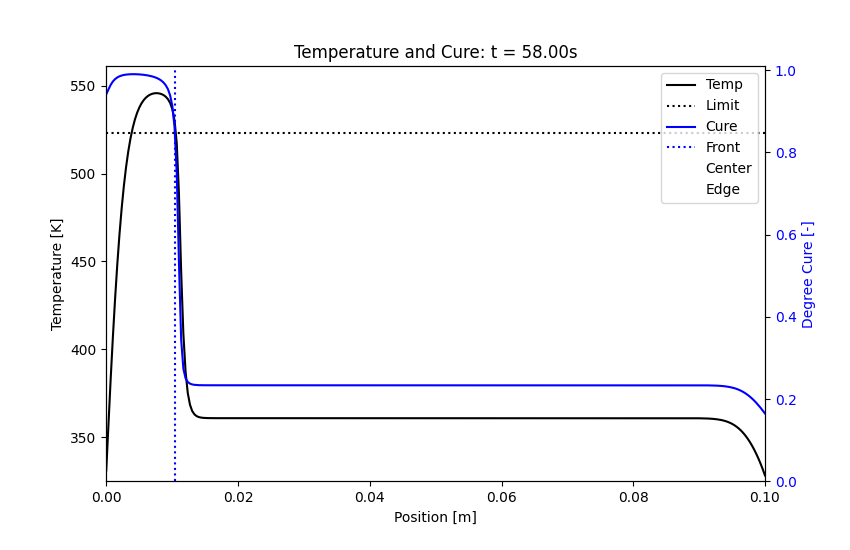 Temperature and Cure: t = 58.00s
Temperature [K]
550
500
450
400
350
Temp
Limit
Cure
Front
Center
Edge
1.0
0.8
0.6
0.4
0.2
0.0
Degree Cure [-]
0.00 0.02 0.04 0.06 0.08 0.10
Position [m]